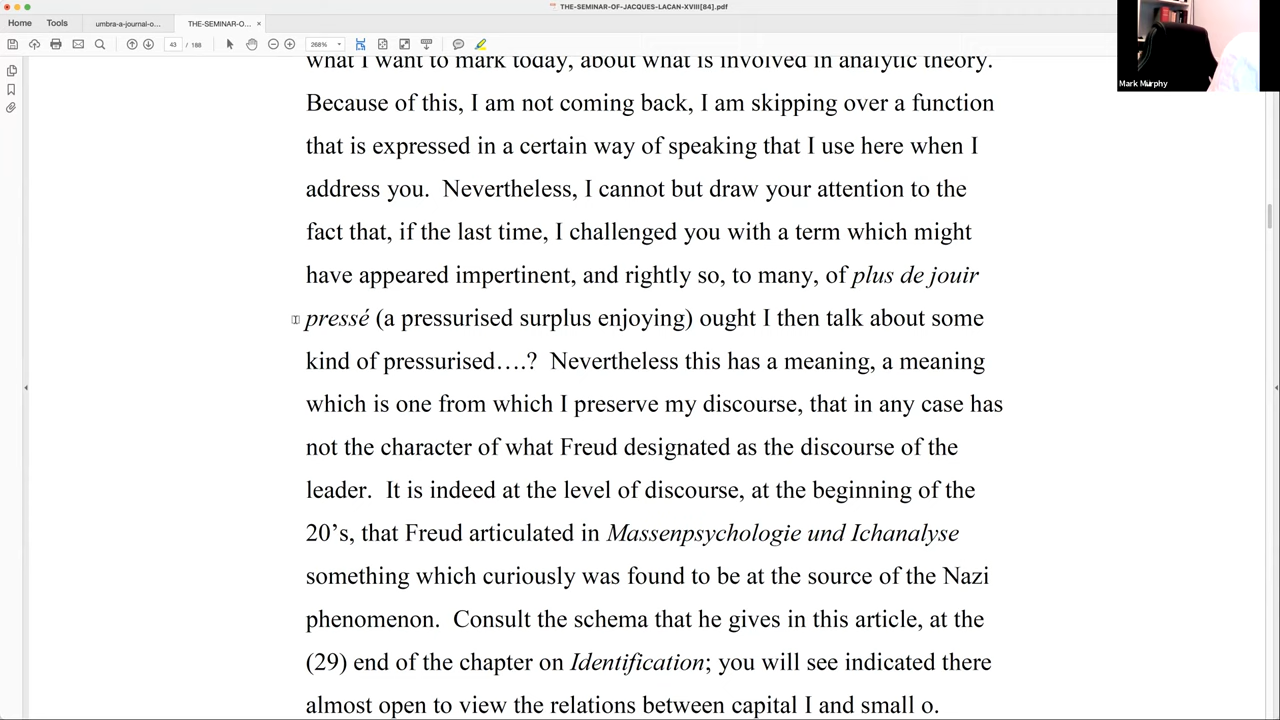 THE-SEMINAR-OF-JACQUES-LACAN-XVIII[84].pdf
Home Tools umbra-a-journal-o... THE-SEMINAR-O... ×
43 / 188 268%
Mark Murphy
what I want to mark today, about what is involved in analytic theory.
Because of this, I am not coming back, I am skipping over a function
that is expressed in a certain way of speaking that I use here when I
address you. Nevertheless, I cannot but draw your attention to the
fact that, if the last time, I challenged you with a term which might
have appeared impertinent, and rightly so, to many, of plus de jouir
pressé (a pressurised surplus enjoying) ought I then talk about some
kind of pressurised….? Nevertheless this has a meaning, a meaning
which is one from which I preserve my discourse, that in any case has
not the character of what Freud designated as the discourse of the
leader. It is indeed at the level of discourse, at the beginning of the
20’s, that Freud articulated in Massenpsychologie und Ichanalyse
something which curiously was found to be at the source of the Nazi
phenomenon. Consult the schema that he gives in this article, at the
(29) end of the chapter on Identification; you will see indicated there
almost open to view the relations between capital I and small o.